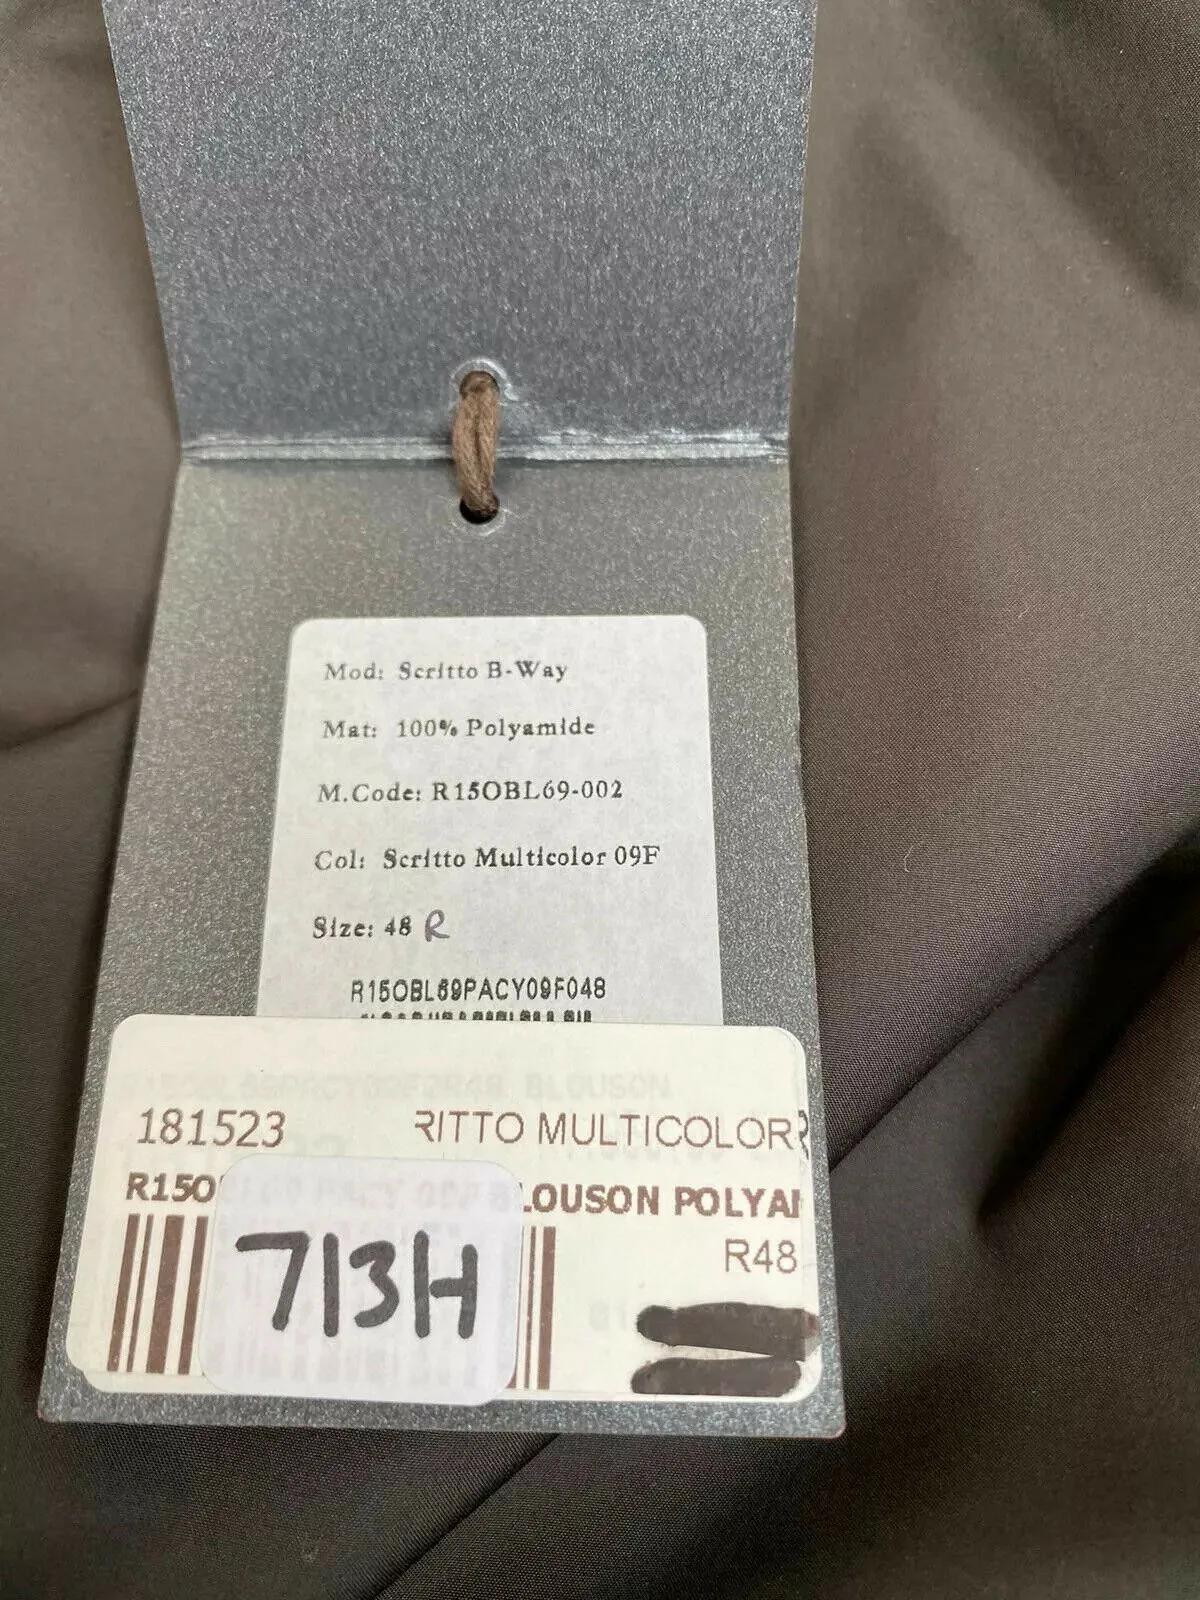 Mod: Scritto B-Way
Mat: 100% Polyamide
M.Code: R15OBL69-002
Col: Scritto Multicolor 09F
Size: 48 R
R15OBL69PACY09F048
181523 RITTO MULTICOLOR
R15O LOUSON POLYA
713H
R48